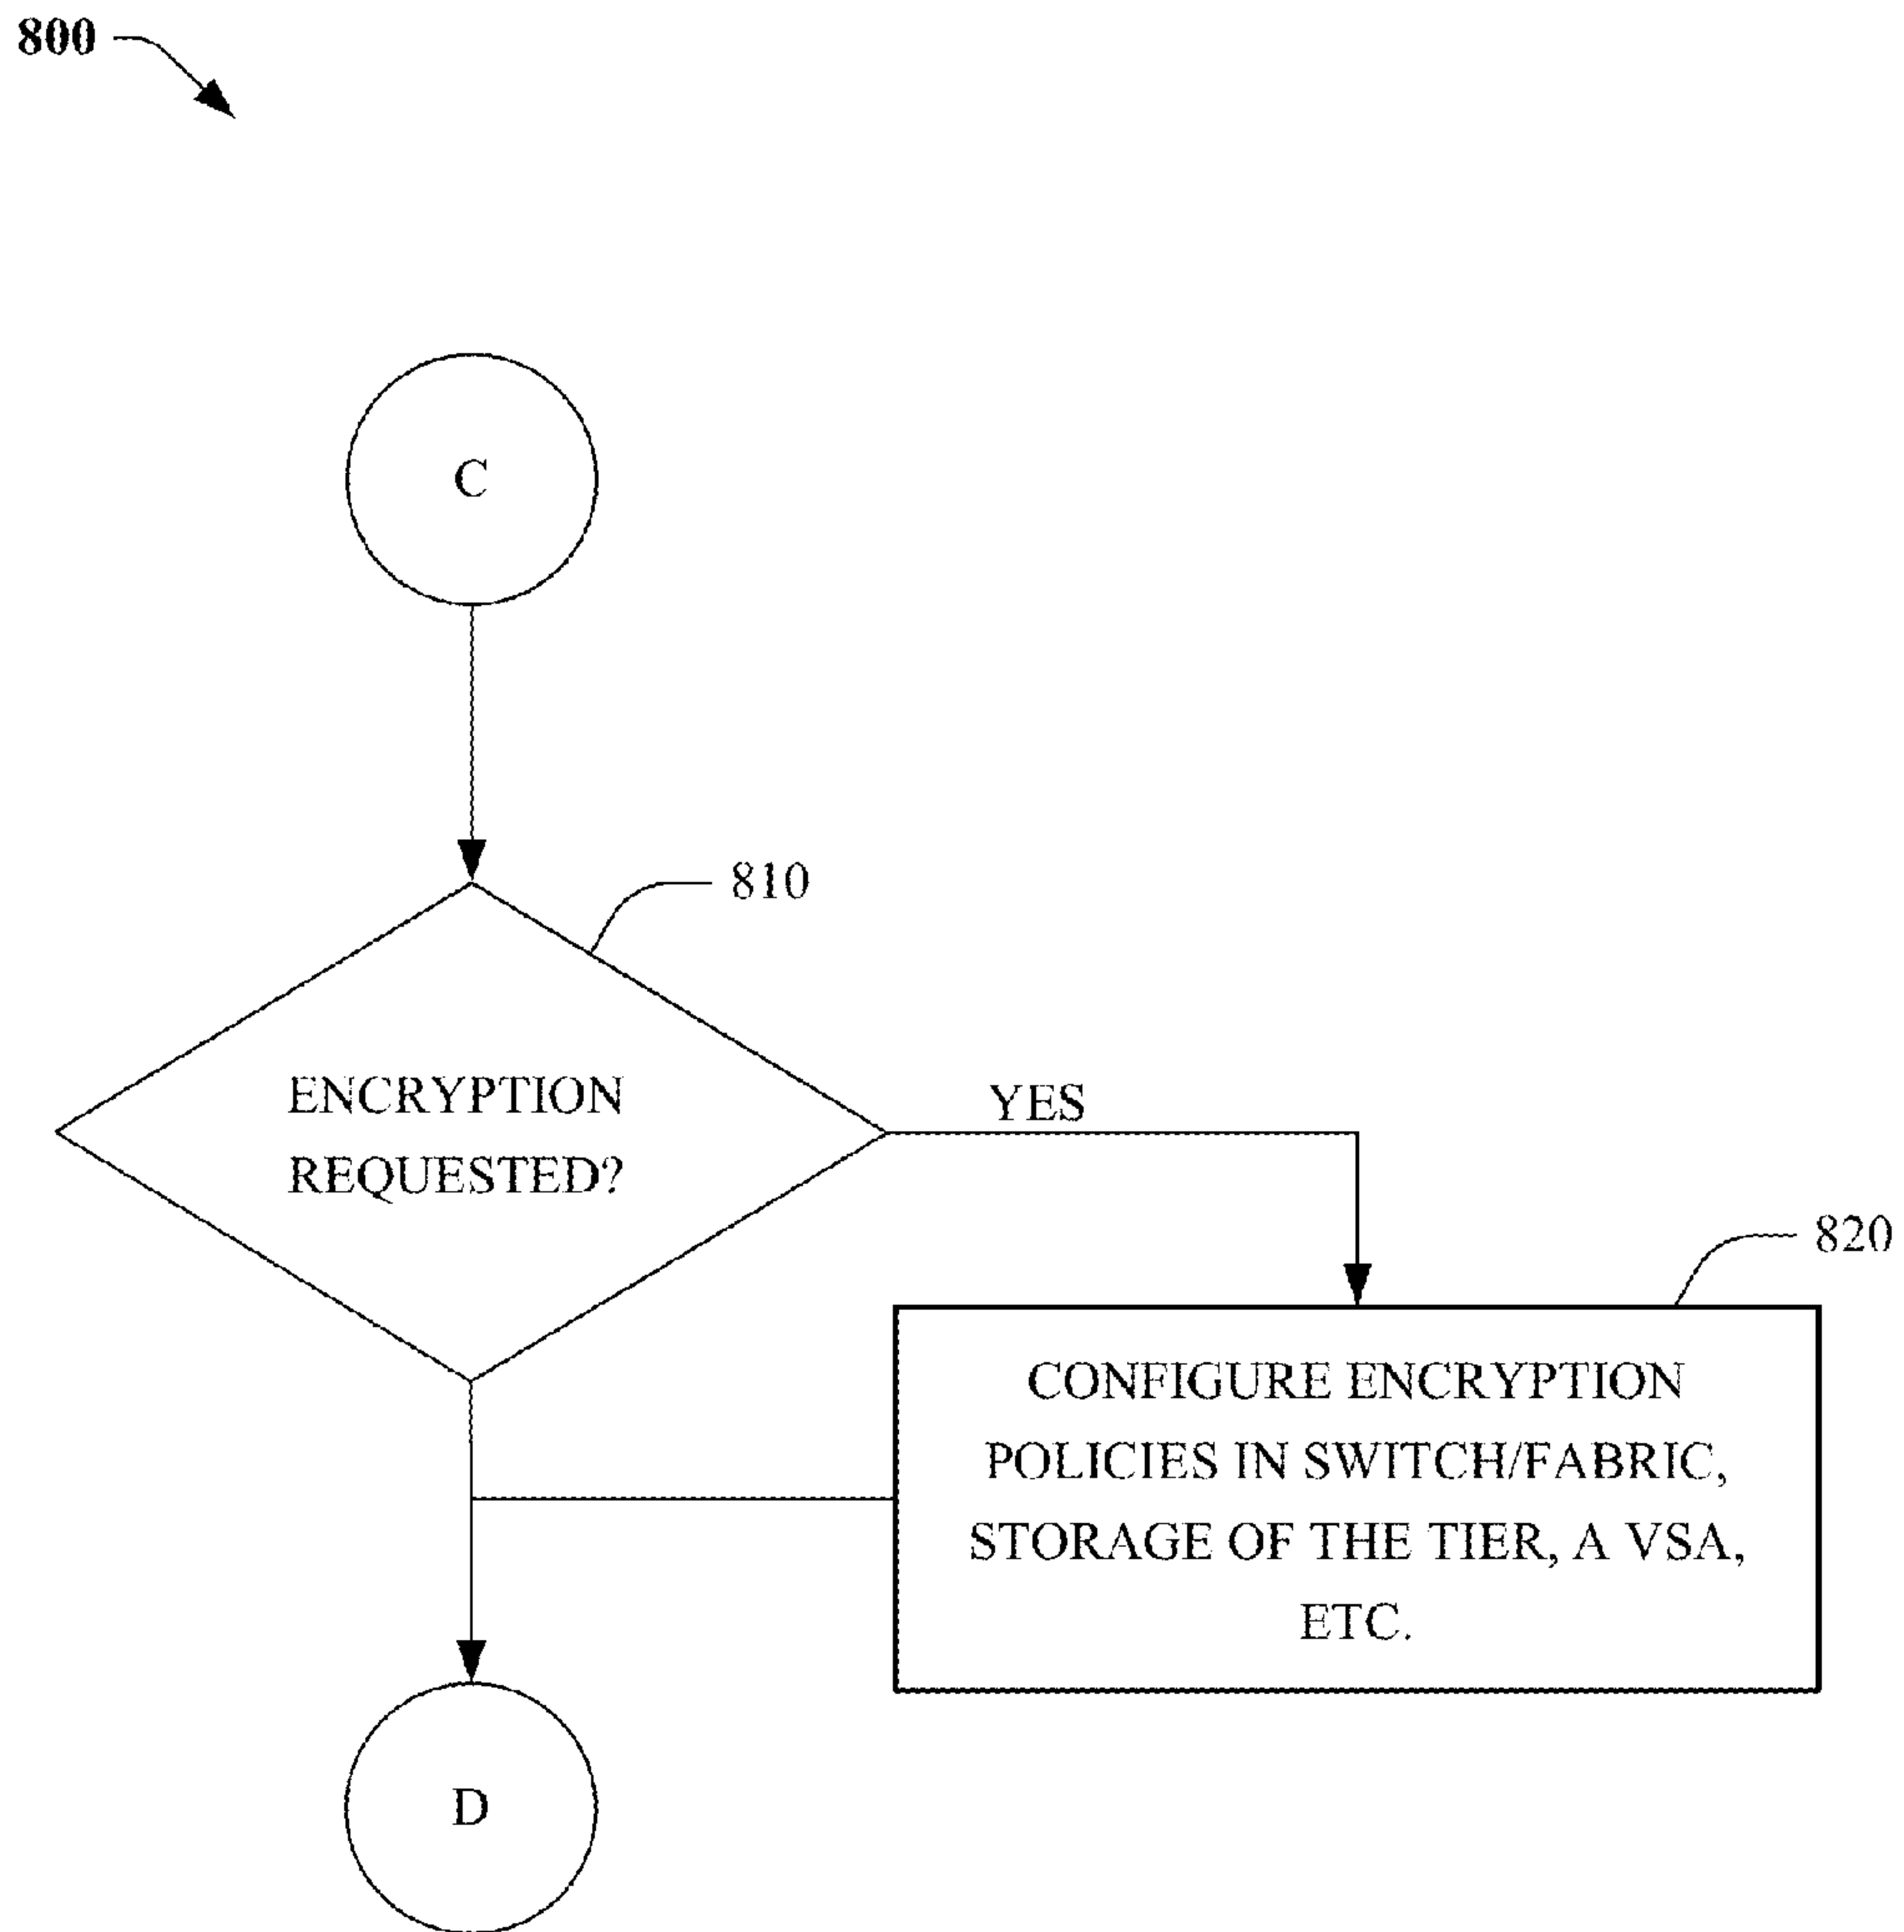 800
C
810
ENCRYPTION
REQUESTED?
YES
820
CONFIGURE ENCRYPTION
POLICIES IN SWITCH/FABRIC,
STORAGE OF THE TIER, A VSA,
ETC.
D